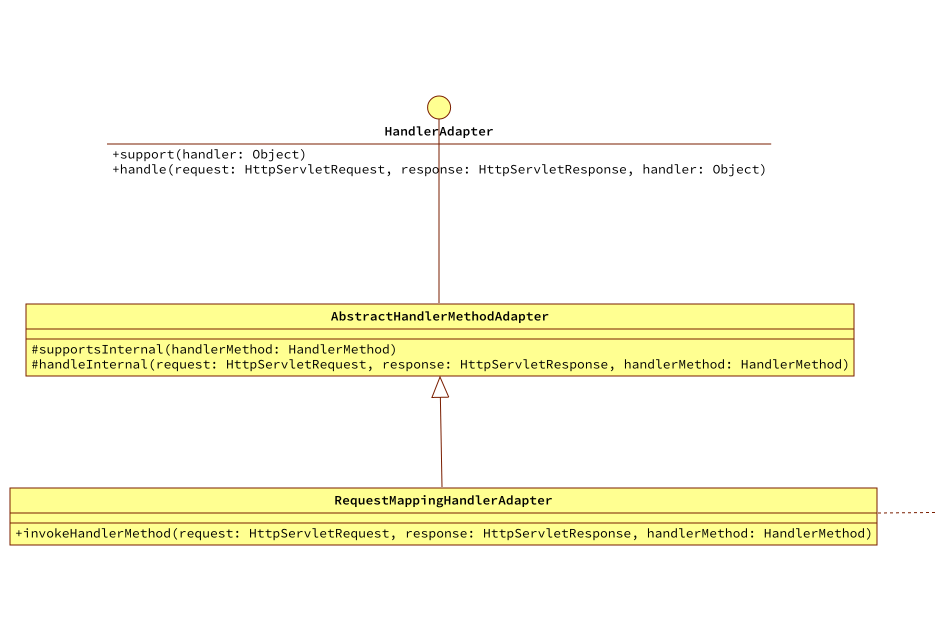 HandlerAdapter
+support(handler: Object)
+handle(request: HttpServletRequest, response: HttpServletResponse, handler: Object)
AbstractHandlerMethodAdapter
#supportsInternal(handlerMethod: HandlerMethod)
#handleInternal(request: HttpServletRequest, response: HttpServletResponse, handlerMethod: HandlerMethod)
RequestMappingHandlerAdapter
+invokeHandlerMethod(request: HttpServletRequest, response: HttpServletResponse, handlerMethod: HandlerMethod)